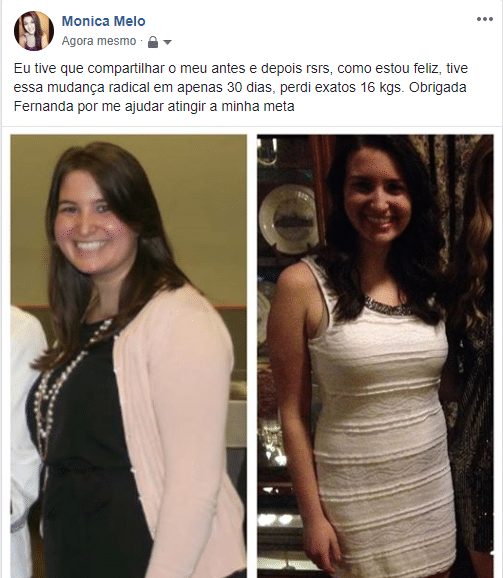 Monica Melo
Agora mesmo
Eu tive que compartilhar o meu antes e depois rsrs, como estou feliz, tive
essa mudança radical em apenas 30 dias, perdi exatos 16 kgs. Obrigada
Fernanda por me ajudar atingir a minha meta